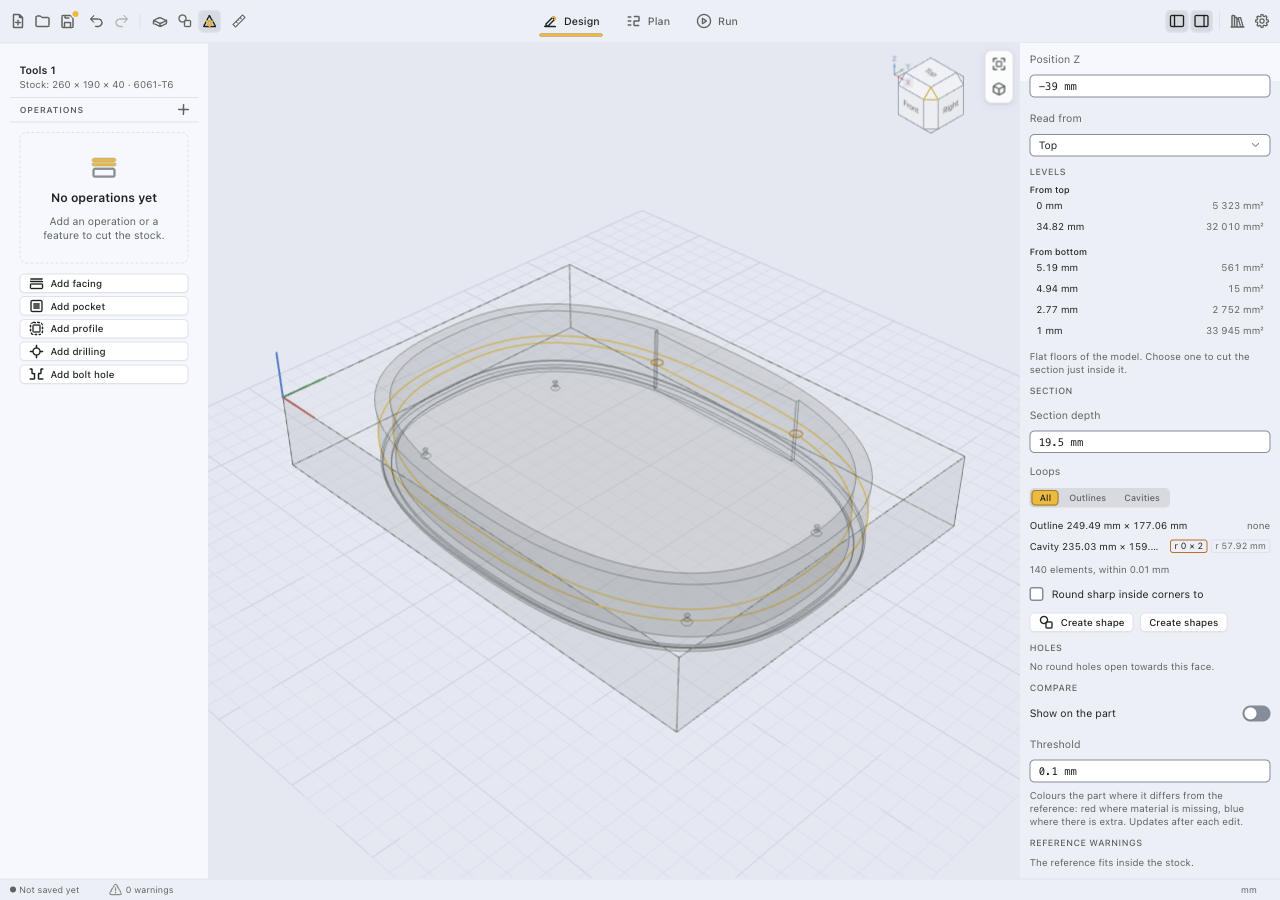 Design
Plan
Run
Tools 1
Stock: 260 × 190 × 40 · 6061-T6
OPERATIONS
No operations yet
Add an operation or a
feature to cut the stock.
Add facing
Add pocket
Add profile
Add drilling
Add bolt hole
Z
Top
Front
Right
Position Z
−39 mm
Read from
Top
LEVELS
From top
0 mm 5 323 mm²
34.82 mm 32 010 mm²
From bottom
5.19 mm 561 mm²
4.94 mm 15 mm²
2.77 mm 2 752 mm²
1 mm 33 945 mm²
Flat floors of the model. Choose one to cut the
section just inside it.
SECTION
Section depth
19.5 mm
Loops
All Outlines Cavities
Outline 249.49 mm × 177.06 mm none
Cavity 235.03 mm × 159.… r 0 × 2 r 57.92 mm
140 elements, within 0.01 mm
Round sharp inside corners to
Create shape Create shapes
HOLES
No round holes open towards this face.
COMPARE
Show on the part
Threshold
0.1 mm
Colours the part where it differs from the
reference: red where material is missing, blue
where there is extra. Updates after each edit.
REFERENCE WARNINGS
The reference fits inside the stock.
Not saved yet
0 warnings
mm